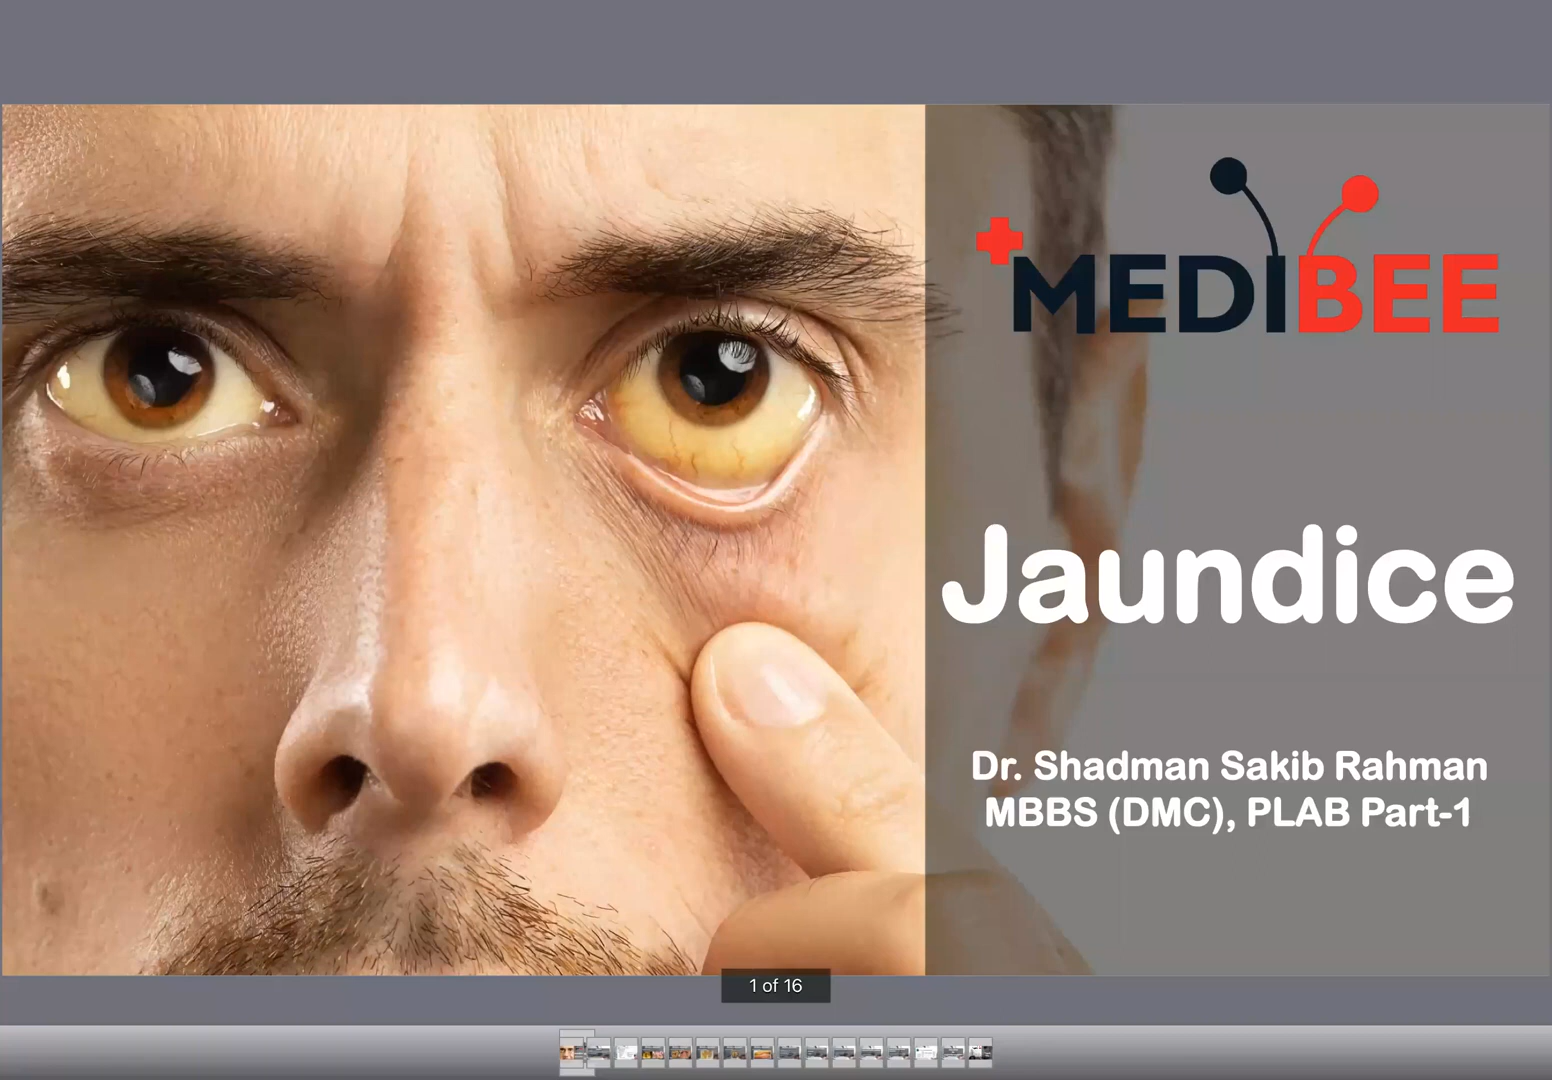 MEDIBEE
Jaundice
Dr. Shadman Sakib Rahman
MBBS (DMC), PLAB Part-1
1 of 16